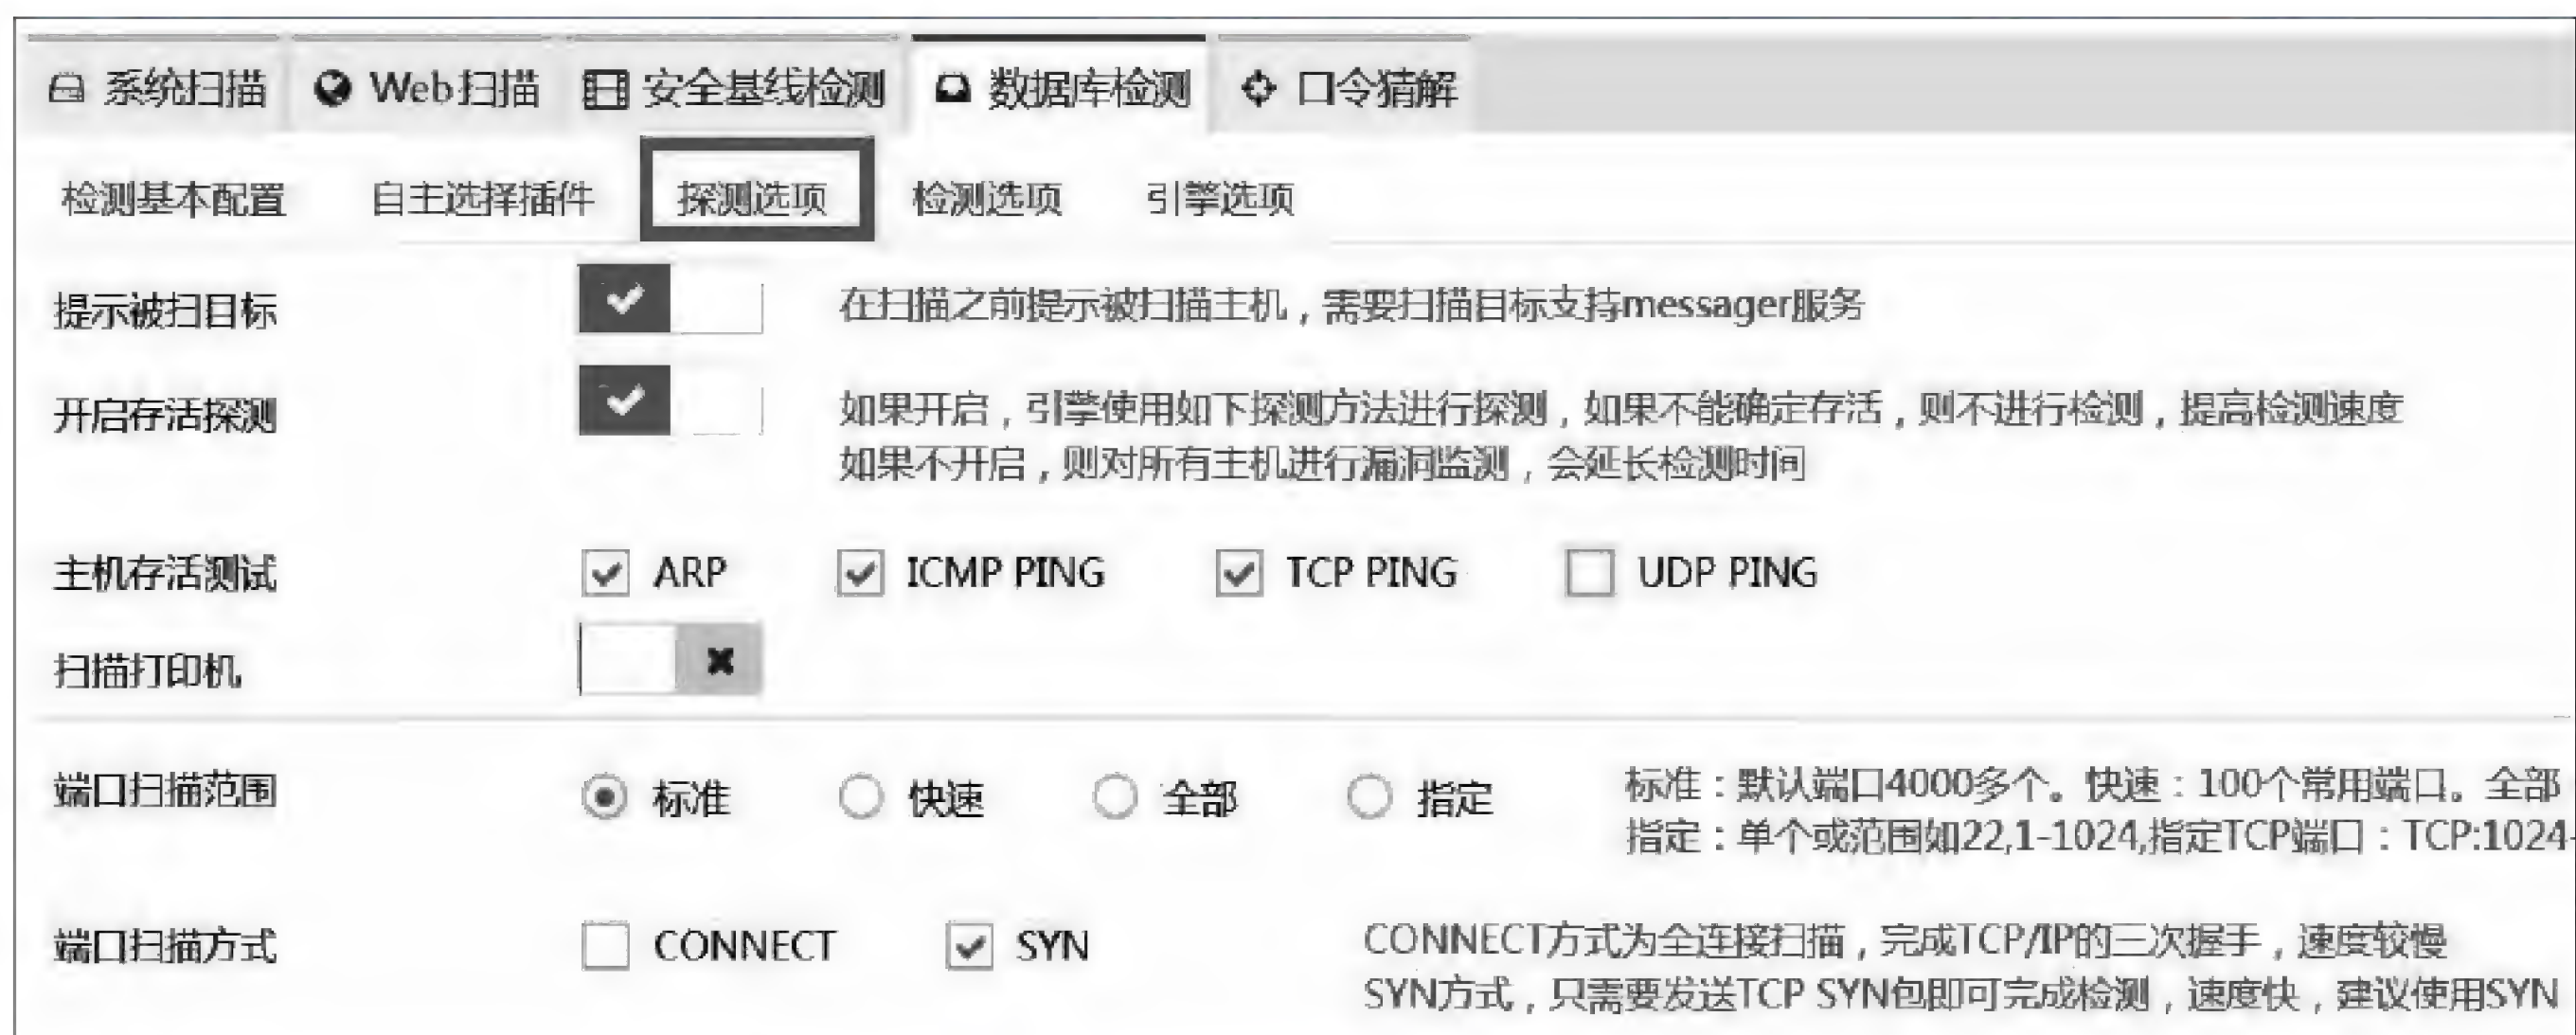 系统扫描 Web扫描 安全基线检测 数据库检测 口令猜解
检测基本配置 自主选择插件 探测选项 检测选项 引擎选项
提示被扫目标 在扫描之前提示被扫描主机，需要扫描目标支持messager服务
开启存活探测 如果开启，引擎使用如下探测方法进行探测，如果不能确定存活，则不进行检测，提高检测速度
如果不开启，则对所有主机进行漏洞监测，会延长检测时间
主机存活测试 ARP ICMP PING TCP PING UDP PING
扫描打印机
端口扫描范围 标准 快速 全部 指定 标准：默认端口4000多个。快速：100个常用端口。全部
指定：单个或范围如22,1-1024,指定TCP端口：TCP:1024-
端口扫描方式 CONNECT SYN CONNECT方式为全连接扫描，完成TCP/IP的三次握手，速度较慢
SYN方式，只需要发送TCP SYN包即可完成检测，速度快，建议使用SYN